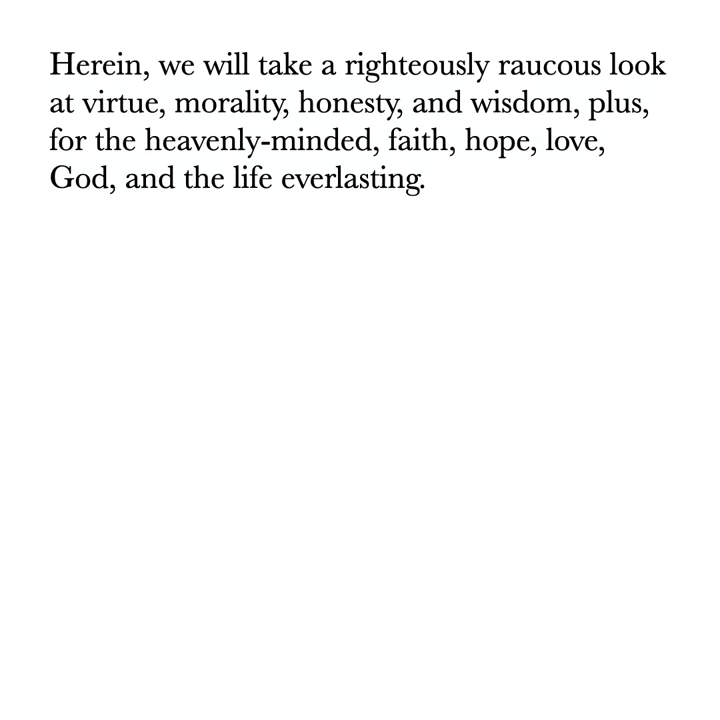 Herein, we will take a righteously raucous look
at virtue, morality, honesty, and wisdom, plus,
for the heavenly-minded, faith, hope, love,
God, and the life everlasting.